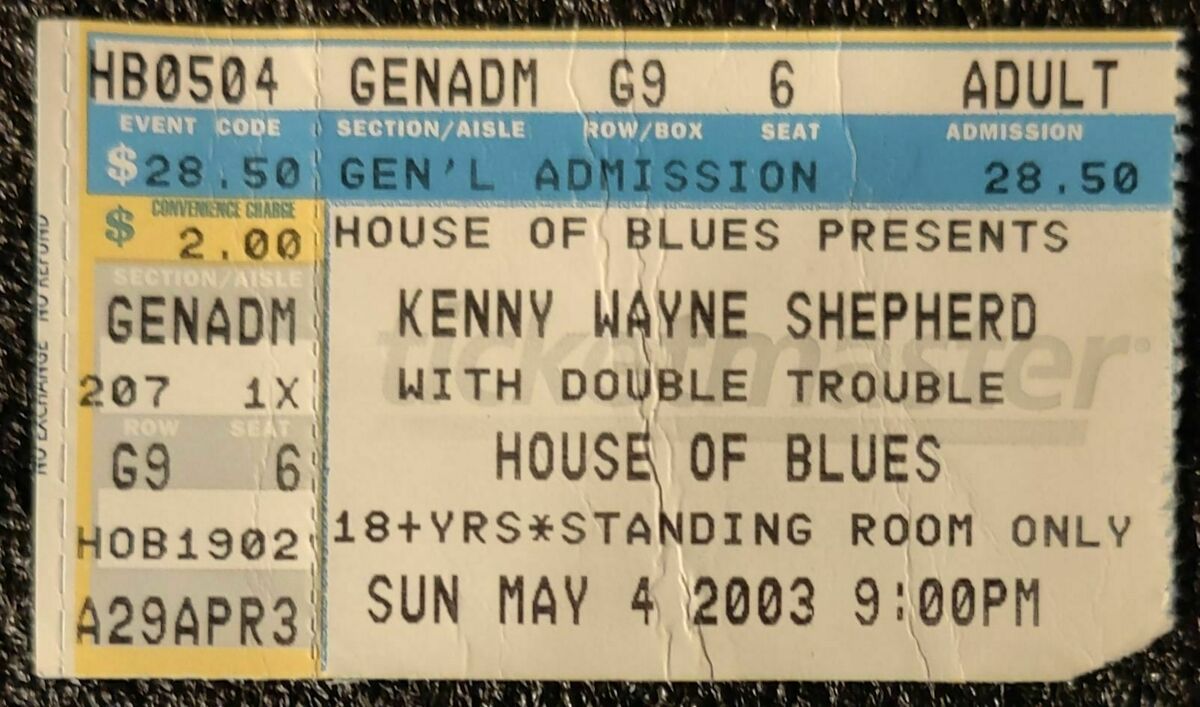 HB0504 GENADM G9 6 ADULT
EVENT CODE SECTION/AISLE ROW/BOX SEAT ADMISSION
$28.50 GEN'L ADMISSION 28.50
$ CONVENIENCE CHARGE
2.00
SECTION/AISLE
GENADM
207 1X
ROW SEAT
G9 6
HOB1902
A29APR3
HOUSE OF BLUES PRESENTS
KENNY WAYNE SHEPHERD
WITH DOUBLE TROUBLE
HOUSE OF BLUES
18+YRS*STANDING ROOM ONLY
SUN MAY 4 2003 9:00PM
ticketmaster
NO EXCHANGE NO REFUND